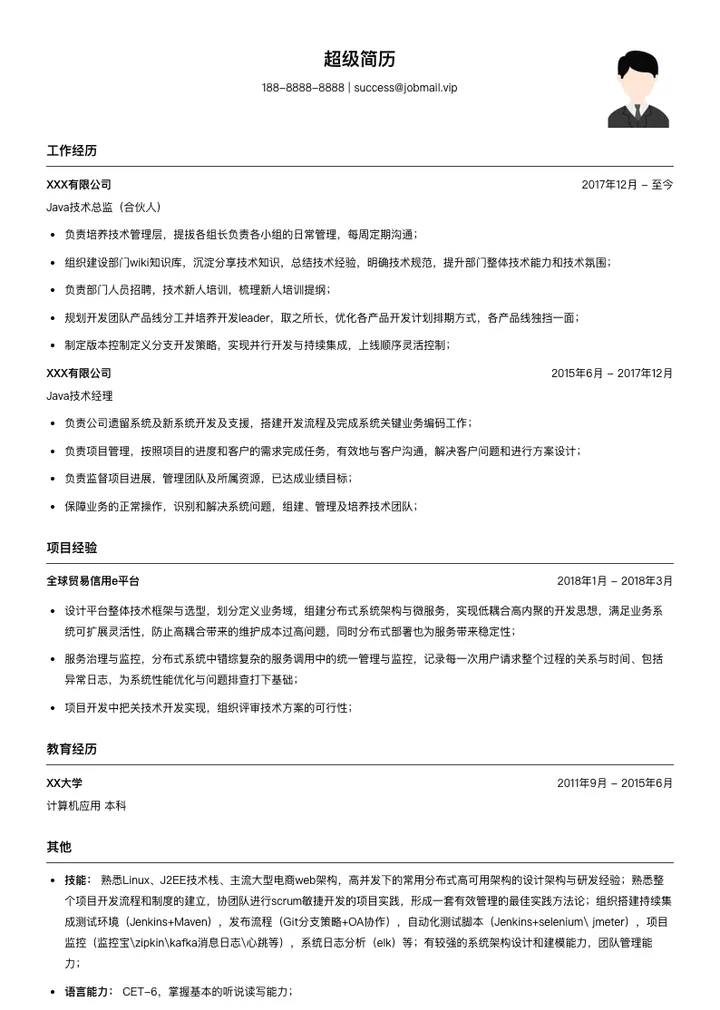 超级简历
188-8888-8888 | success@jobmail.vip
工作经历
XXX有限公司 2017年12月 – 至今
Java技术总监（合伙人）
• 负责培养技术管理层，提拔各组长负责各小组的日常管理，每周定期沟通；
• 组织建设部门wiki知识库，沉淀分享技术知识，总结技术经验，明确技术规范，提升部门整体技术能力和技术氛围；
• 负责部门人员招聘，技术新人培训，梳理新人培训提纲；
• 规划开发团队产品线分工并培养开发leader，取之所长，优化各产品开发计划排期方式，各产品线独挡一面；
• 制定版本控制定义分支开发策略，实现并行开发与持续集成，上线顺序灵活控制；
XXX有限公司 2015年6月 – 2017年12月
Java技术经理
• 负责公司遗留系统及新系统开发及支援，搭建开发流程及完成系统关键业务编码工作；
• 负责项目管理，按照项目的进度和客户的需求完成任务，有效地与客户沟通，解决客户问题和进行方案设计；
• 负责监督项目进展，管理团队及所属资源，已达成业绩目标；
• 保障业务的正常操作，识别和解决系统问题，组建、管理及培养技术团队；
项目经验
全球贸易信用e平台 2018年1月 – 2018年3月
• 设计平台整体技术框架与选型，划分定义业务域，组建分布式系统架构与微服务，实现低耦合高内聚的开发思想，满足业务系
统可扩展灵活性，防止高耦合带来的维护成本过高问题，同时分布式部署也为服务带来稳定性；
• 服务治理与监控，分布式系统中错综复杂的服务调用中的统一管理与监控，记录每一次用户请求整个过程的关系与时间、包括
异常日志，为系统性能优化与问题排查打下基础；
• 项目开发中把关技术开发实现，组织评审技术方案的可行性；
教育经历
XX大学 2011年9月 – 2015年6月
计算机应用 本科
其他
• 技能： 熟悉Linux、J2EE技术栈、主流大型电商web架构，高并发下的常用分布式高可用架构的设计架构与研发经验；熟悉整
个项目开发流程和制度的建立，协团队进行scrum敏捷开发的项目实践，形成一套有效管理的最佳实践方法论；组织搭建持续集
成测试环境（Jenkins+Maven），发布流程（Git分支策略+OA协作），自动化测试脚本（Jenkins+selenium\ jmeter），项目
监控（监控宝\zipkin\kafka消息日志\心跳等），系统日志分析（elk）等；有较强的系统架构设计和建模能力，团队管理能
力；
• 语言能力： CET-6，掌握基本的听说读写能力；